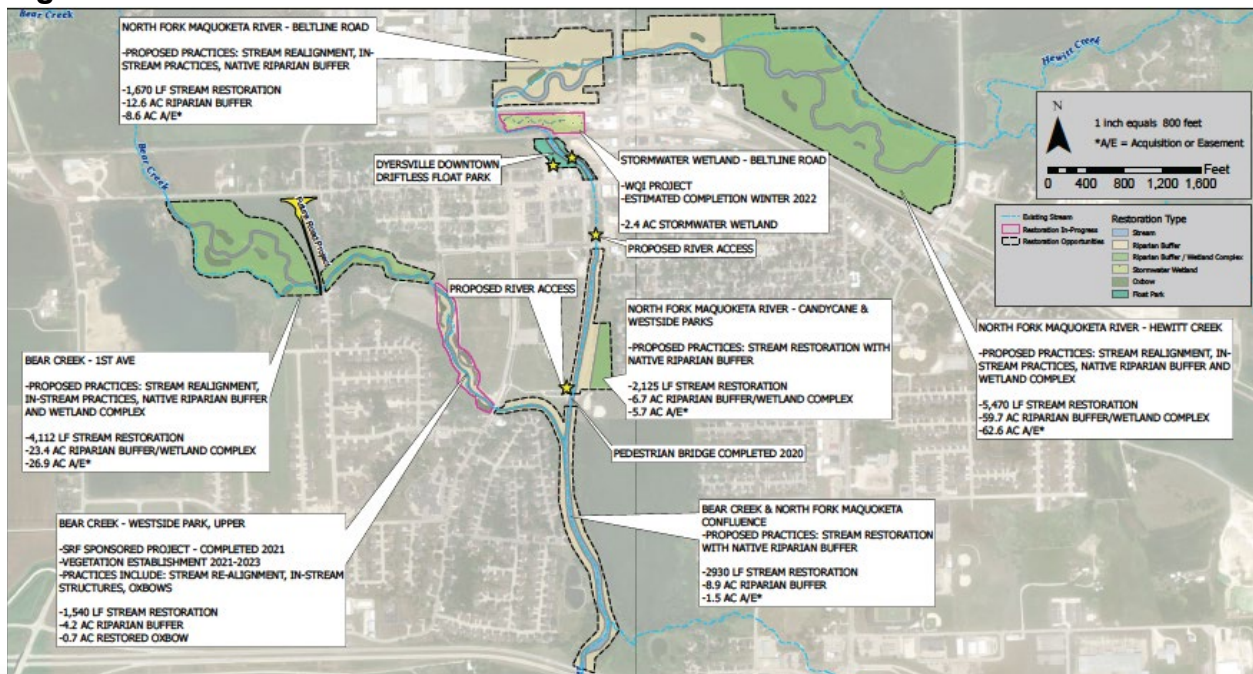 Bear Creek
NORTH FORK MAQUOKETA RIVER - BELTLINE ROAD
-PROPOSED PRACTICES: STREAM REALIGNMENT, IN-
STREAM PRACTICES, NATIVE RIPARIAN BUFFER
-1,670 LF STREAM RESTORATION
-12.6 AC RIPARIAN BUFFER
-8.6 AC A/E*
Hewitt Creek
N
1 inch equals 800 feet
*A/E = Acquisition or Easement
Feet
0 400 800 1,200 1,600
Existing Stream
Restoration In-Progress
Restoration Opportunities
Restoration Type
Stream
Riparian Buffer
Riparian Buffer / Wetland Complex
Stormwater Wetland
Oxbow
Float Park
DYERSVILLE DOWNTOWN
DRIFTLESS FLOAT PARK
STORMWATER WETLAND - BELTLINE ROAD
-WQI PROJECT
-ESTIMATED COMPLETION WINTER 2022
-2.4 AC STORMWATER WETLAND
Bear Creek
Future Road Project
PROPOSED RIVER ACCESS
PROPOSED RIVER ACCESS
NORTH FORK MAQUOKETA RIVER - CANDYCANE &
WESTSIDE PARKS
-PROPOSED PRACTICES: STREAM RESTORATION WITH
NATIVE RIPARIAN BUFFER
-2,125 LF STREAM RESTORATION
-6.7 AC RIPARIAN BUFFER/WETLAND COMPLEX
-5.7 AC A/E*
NORTH FORK MAQUOKETA RIVER - HEWITT CREEK
-PROPOSED PRACTICES: STREAM REALIGNMENT, IN-
STREAM PRACTICES, NATIVE RIPARIAN BUFFER AND
WETLAND COMPLEX
-5,470 LF STREAM RESTORATION
-59.7 AC RIPARIAN BUFFER/WETLAND COMPLEX
-62.6 AC A/E*
BEAR CREEK - 1ST AVE
-PROPOSED PRACTICES: STREAM REALIGNMENT,
IN-STREAM PRACTICES, NATIVE RIPARIAN BUFFER
AND WETLAND COMPLEX
-4,112 LF STREAM RESTORATION
-23.4 AC RIPARIAN BUFFER/WETLAND COMPLEX
-26.9 AC A/E*
PEDESTRIAN BRIDGE COMPLETED 2020
BEAR CREEK - WESTSIDE PARK, UPPER
-SRF SPONSORED PROJECT - COMPLETED 2021
-VEGETATION ESTABLISHMENT 2021-2023
-PRACTICES INCLUDE: STREAM RE-ALIGNMENT, IN-STREAM
STRUCTURES, OXBOWS
-1,540 LF STREAM RESTORATION
-4.2 AC RIPARIAN BUFFER
-0.7 AC RESTORED OXBOW
BEAR CREEK & NORTH FORK MAQUOKETA
CONFLUENCE
-PROPOSED PRACTICES: STREAM RESTORATION
WITH NATIVE RIPARIAN BUFFER
-2930 LF STREAM RESTORATION
-8.9 AC RIPARIAN BUFFER
-1.5 AC A/E*